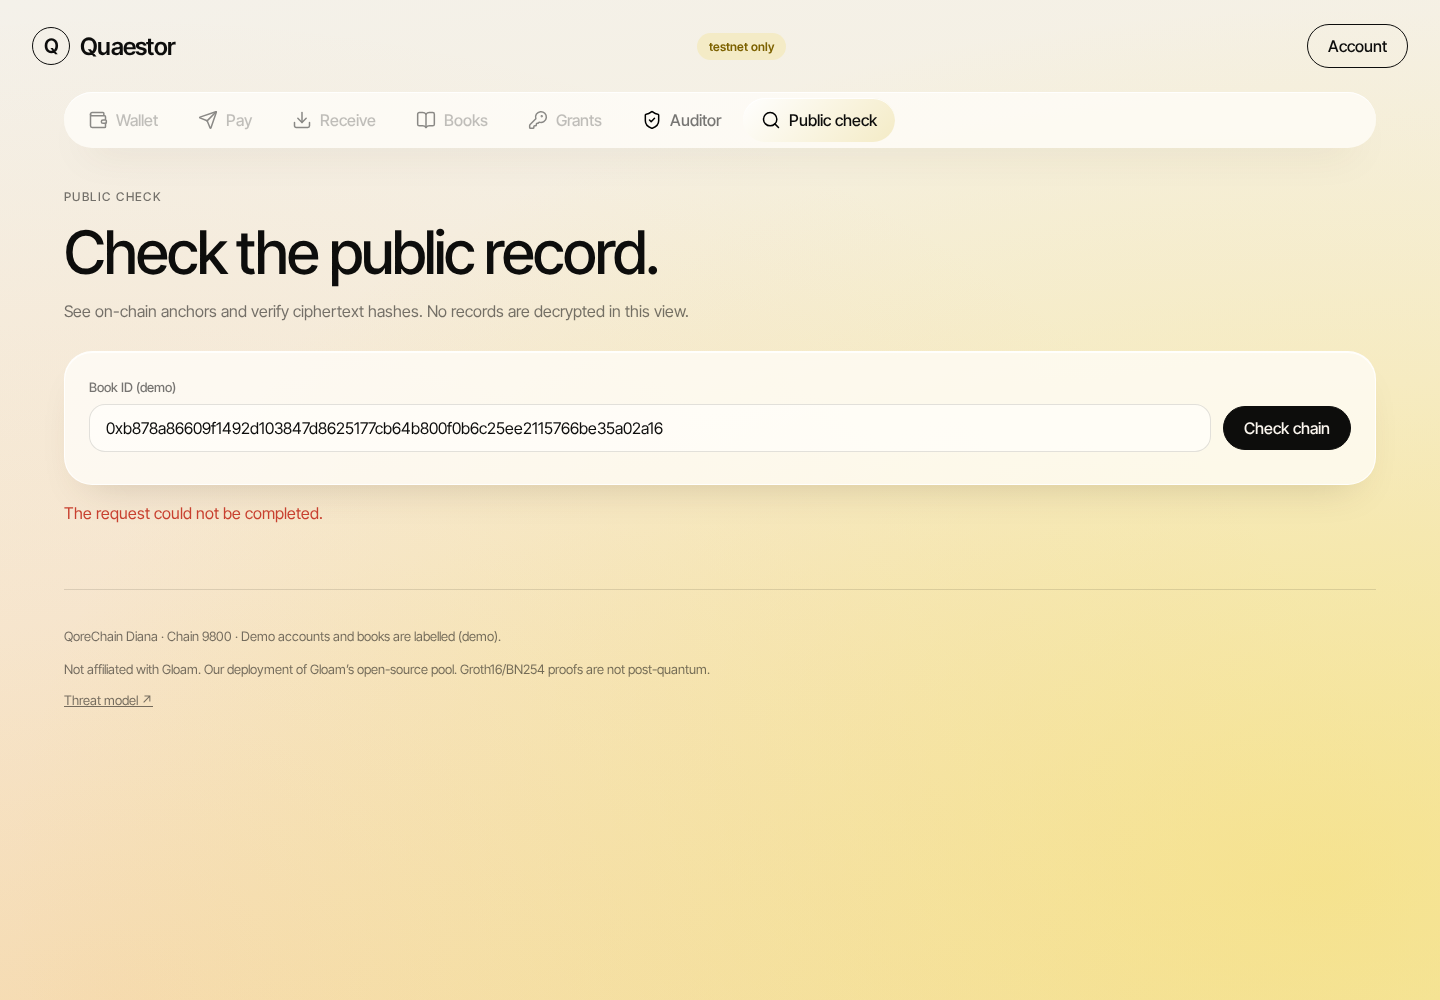 Q Quaestor
testnet only
Account
Wallet
Pay
Receive
Books
Grants
Auditor
Public check
PUBLIC CHECK
Check the public record.
See on-chain anchors and verify ciphertext hashes. No records are decrypted in this view.
Book ID (demo)
0xb878a86609f1492d103847d8625177cb64b800f0b6c25ee2115766be35a02a16
Check chain
The request could not be completed.
QoreChain Diana · Chain 9800 · Demo accounts and books are labelled (demo).
Not affiliated with Gloam. Our deployment of Gloam's open-source pool. Groth16/BN254 proofs are not post-quantum.
Threat model ↗